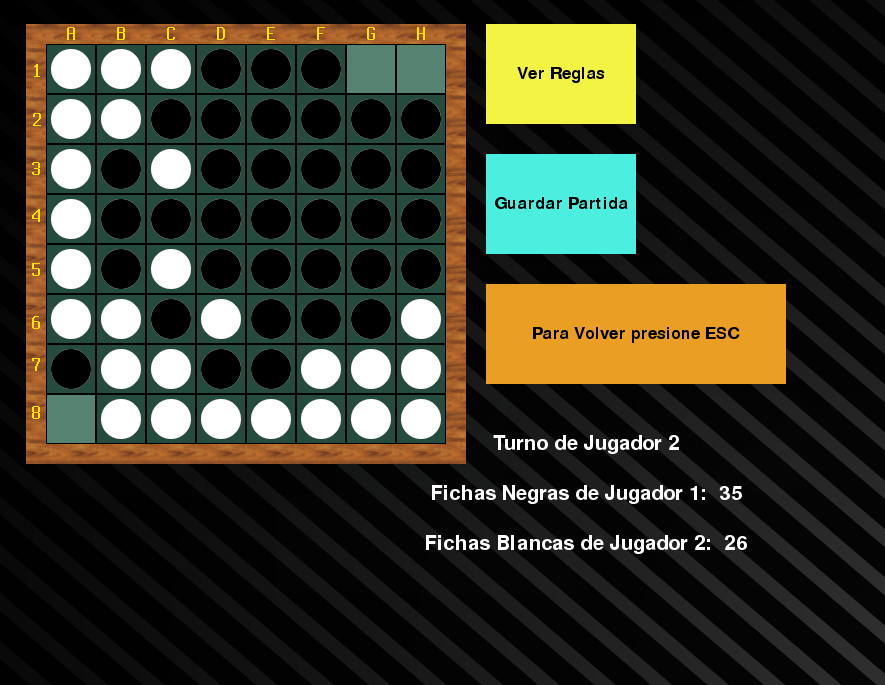 A B C D E F G H
1
2
3
4
5
6
7
8
Ver Reglas
Guardar Partida
Para Volver presione ESC
Turno de Jugador 2
Fichas Negras de Jugador 1: 35
Fichas Blancas de Jugador 2: 26